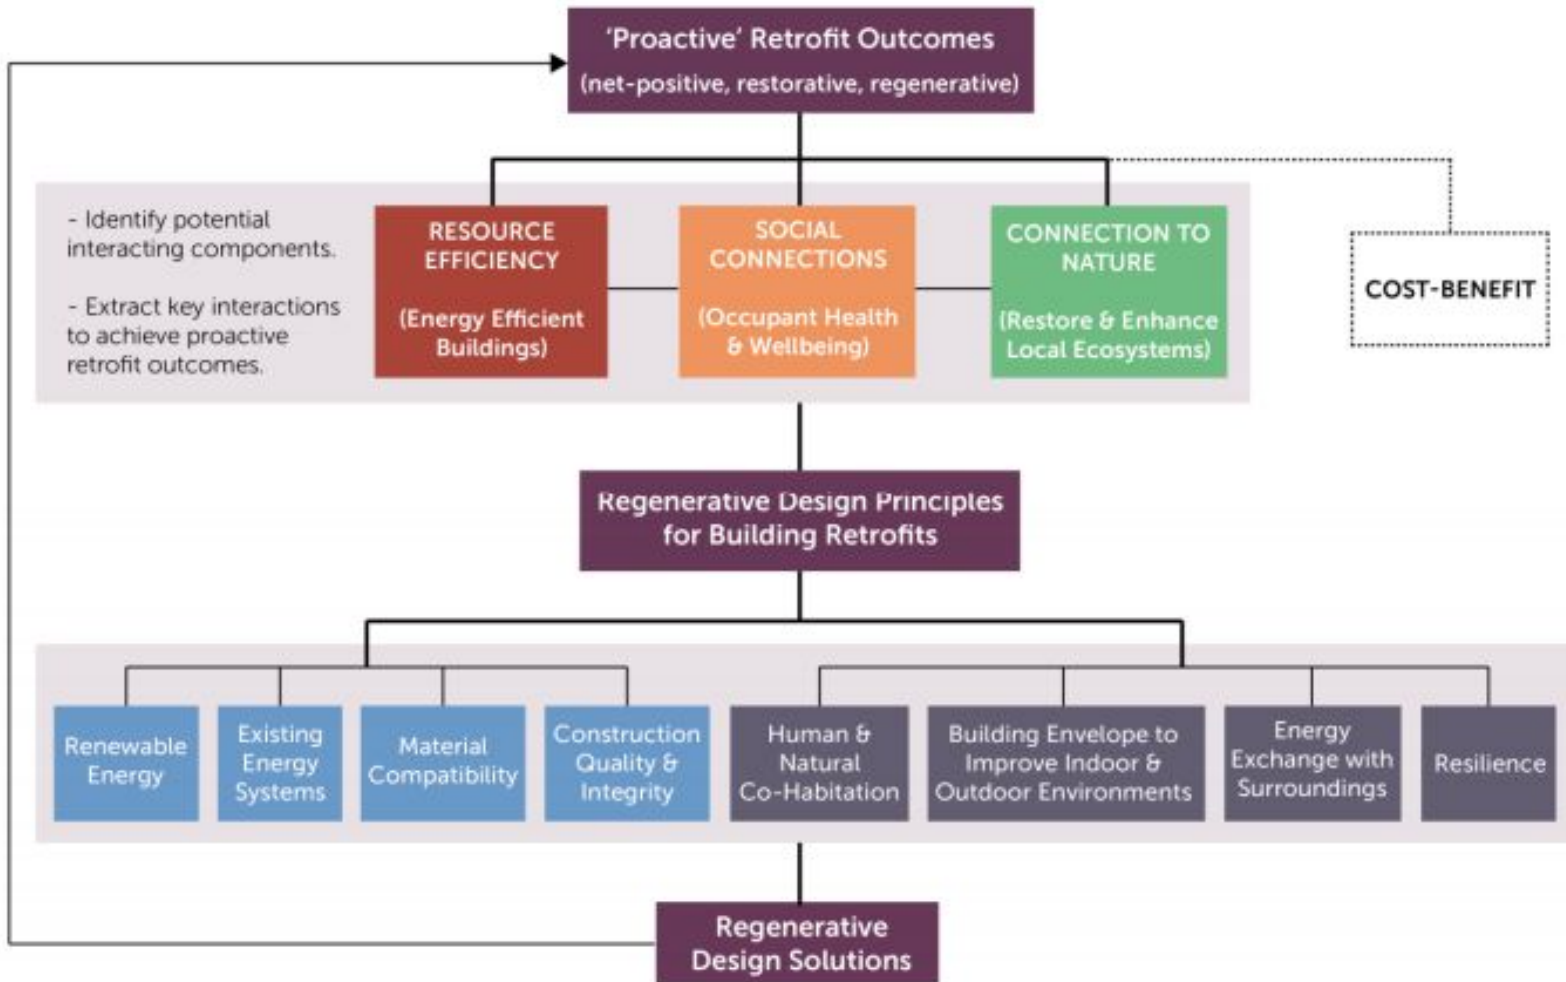 'Proactive' Retrofit Outcomes
(net-positive, restorative, regenerative)
- Identify potential
interacting components.
- Extract key interactions
to achieve proactive
retrofit outcomes.
RESOURCE
EFFICIENCY
(Energy Efficient
Buildings)
SOCIAL
CONNECTIONS
(Occupant Health
& Wellbeing)
CONNECTION TO
NATURE
(Restore & Enhance
Local Ecosystems)
COST-BENEFIT
Regenerative Design Principles
for Building Retrofits
Renewable
Energy
Existing
Energy
Systems
Material
Compatibility
Construction
Quality &
Integrity
Human &
Natural
Co-Habitation
Building Envelope to
Improve Indoor &
Outdoor Environments
Energy
Exchange with
Surroundings
Resilience
Regenerative
Design Solutions